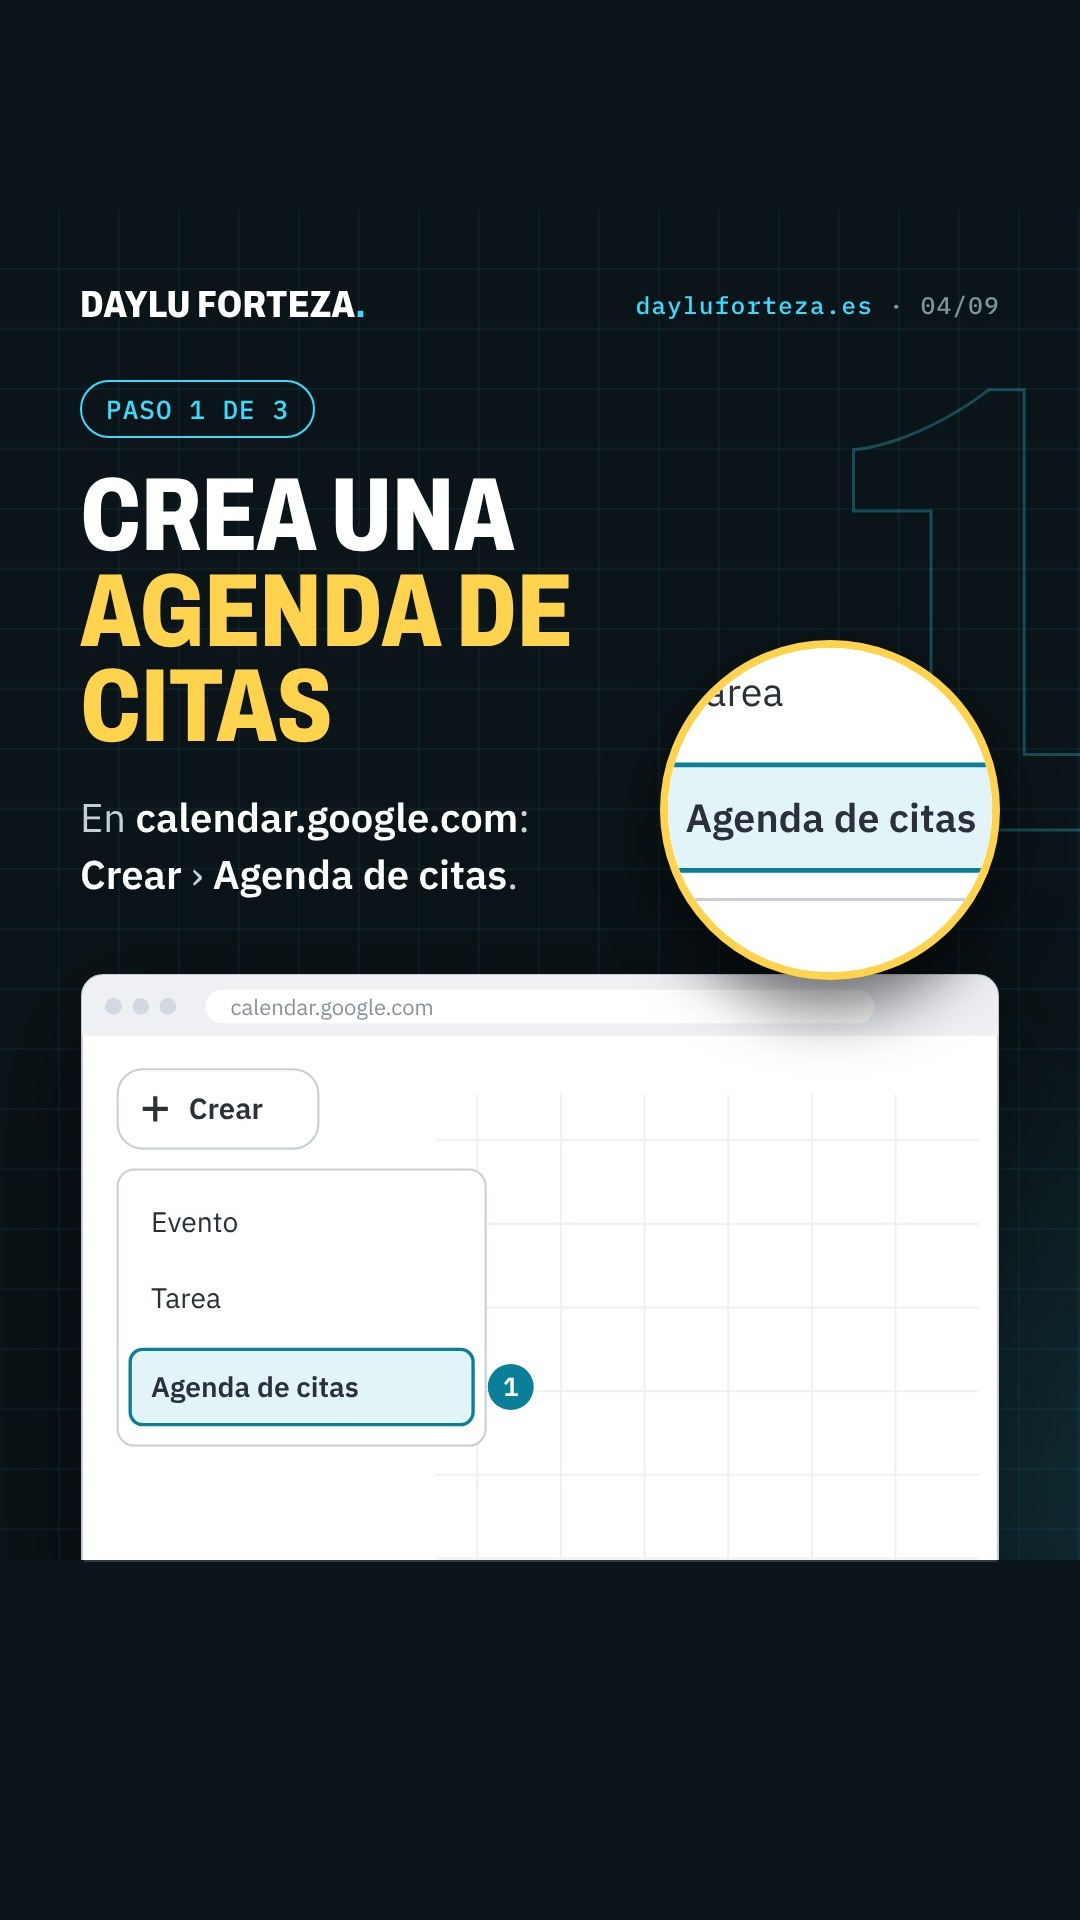 DAYLU FORTEZA.
dayluforteza.es · 04/09
PASO 1 DE 3
1
CREA UNA
AGENDA DE
CITAS
En calendar.google.com:
Crear › Agenda de citas.
area
Agenda de citas
calendar.google.com
+ Crear
Evento
Tarea
Agenda de citas
1